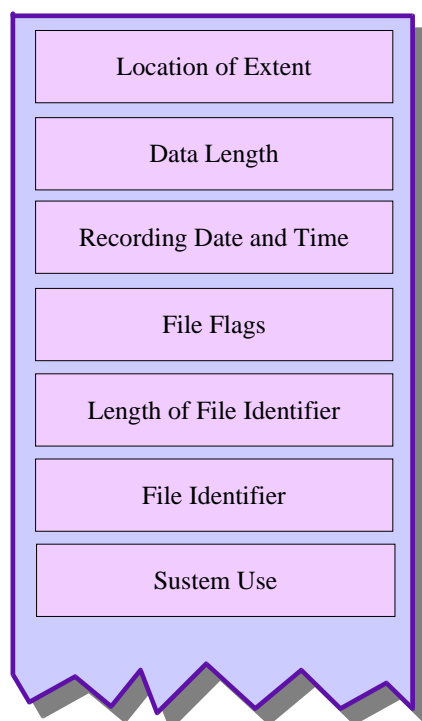 Location of Extent
Data Length
Recording Date and Time
File Flags
Length of File Identifier
File Identifier
Sustem Use